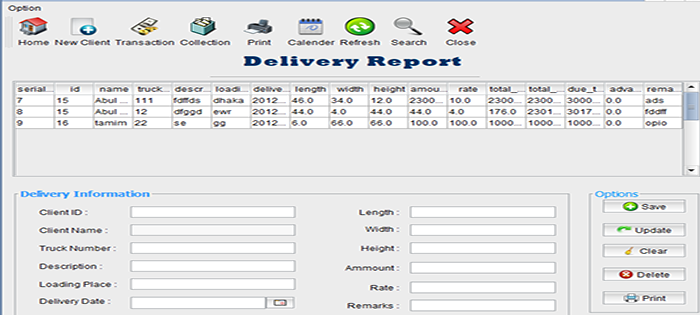 Option
Home New Client Transaction Collection Print Calender Refresh Search Close
Delivery Report
serial... id name truck... descr... loadi... delive... length width height amou... rate total_... total_... due_t... adva... rema...
7 15 Abul ... 111 fdffds dhaka 2012... 46.0 34.0 12.0 2300... 10.0 2300... 2300... 3000... 0.0 ads
8 15 Abul ... 12 dfggd ewr 2012... 44.0 4.0 44.0 44.0 4.0 176.0 2301... 3017... 0.0 fddff
9 16 tamim 22 se gg 2012... 6.0 66.0 66.0 100.0 100.0 1000... 1000... 1000... 0.0 opio
Delivery Information
Options
Client ID :
Length :
Save
Client Name :
Width :
Update
Truck Number :
Height :
Clear
Description :
Ammount :
Delete
Loading Place :
Rate :
Print
Delivery Date :
Remarks :